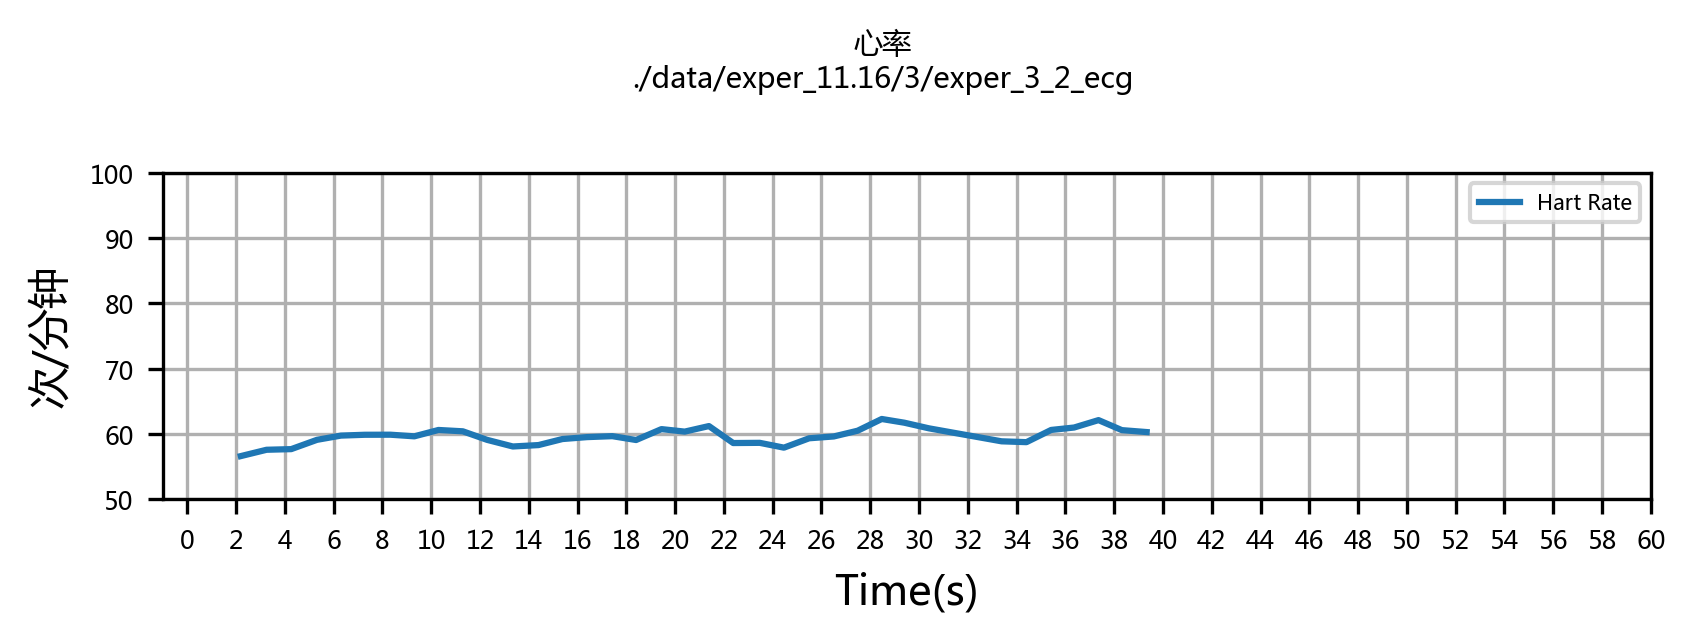 心率
./data/exper_11.16/3/exper_3_2_ecg
100
90
80
70
60
50
次/分钟
Hart Rate
0 2 4 6 8 10 12 14 16 18 20 22 24 26 28 30 32 34 36 38 40 42 44 46 48 50 52 54 56 58 60
Time(s)